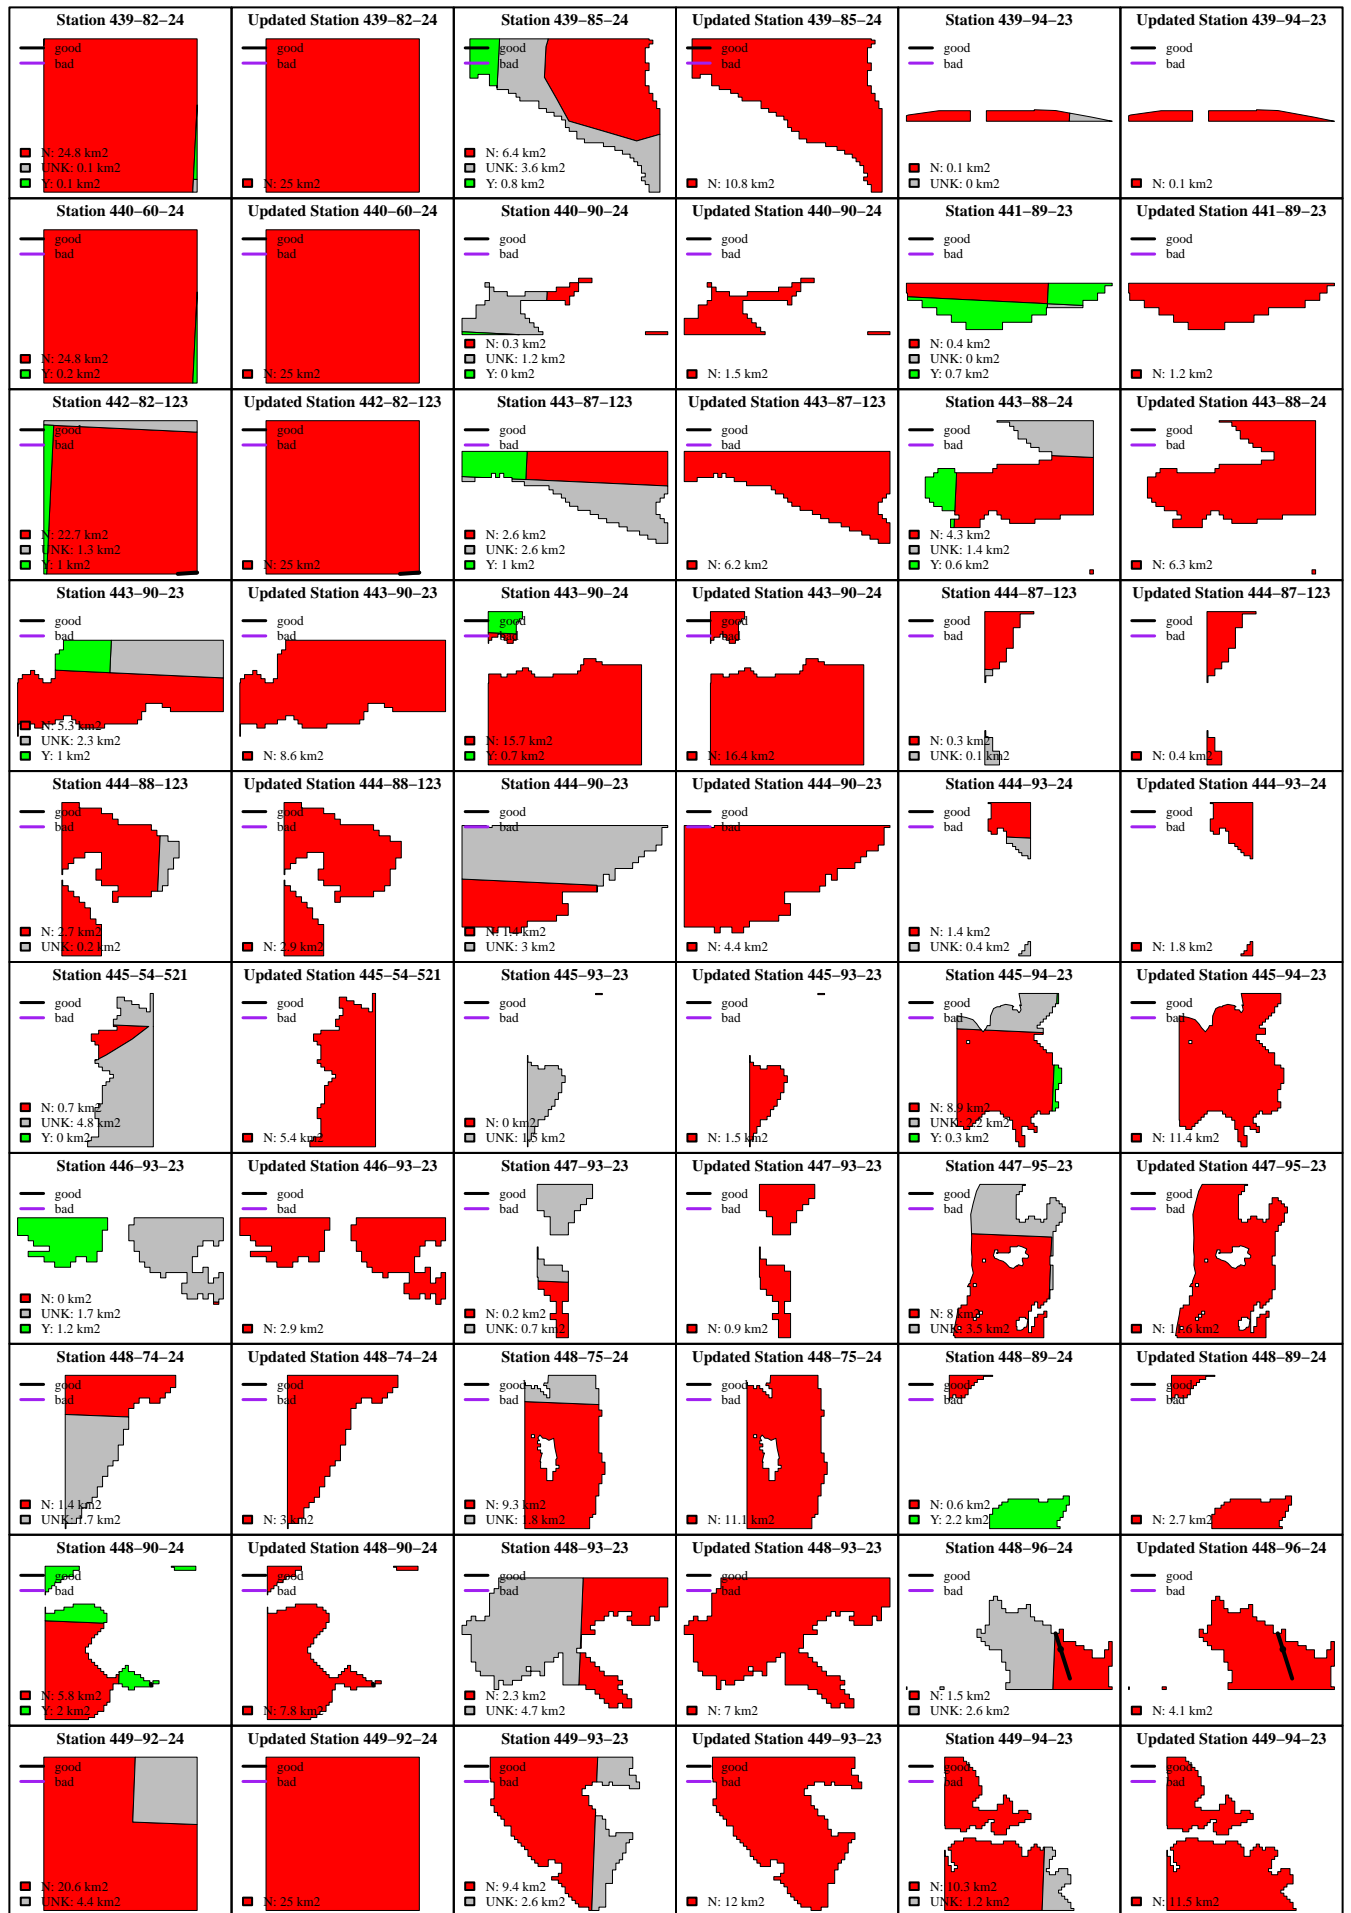 Station 439–82–24
good
bad
N: 24.8 km2
UNK: 0.1 km2
Y: 0.1 km2
Updated Station 439–82–24
good
bad
N: 25 km2
Station 439–85–24
good
bad
N: 6.4 km2
UNK: 3.6 km2
Y: 0.8 km2
Updated Station 439–85–24
good
bad
N: 10.8 km2
Station 439–94–23
good
bad
N: 0.1 km2
UNK: 0 km2
Updated Station 439–94–23
good
bad
N: 0.1 km2
Station 440–60–24
good
bad
N: 24.8 km2
Y: 0.2 km2
Updated Station 440–60–24
good
bad
N: 25 km2
Station 440–90–24
good
bad
N: 0.3 km2
UNK: 1.2 km2
Y: 0 km2
Updated Station 440–90–24
good
bad
N: 1.5 km2
Station 441–89–23
good
bad
N: 0.4 km2
UNK: 0 km2
Y: 0.7 km2
Updated Station 441–89–23
good
bad
N: 1.2 km2
Station 442–82–123
good
bad
N: 22.7 km2
UNK: 1.3 km2
Y: 1 km2
Updated Station 442–82–123
good
bad
N: 25 km2
Station 443–87–123
good
bad
N: 2.6 km2
UNK: 2.6 km2
Y: 1 km2
Updated Station 443–87–123
good
bad
N: 6.2 km2
Station 443–88–24
good
bad
N: 4.3 km2
UNK: 1.4 km2
Y: 0.6 km2
Updated Station 443–88–24
good
bad
N: 6.3 km2
Station 443–90–23
good
bad
N: 5.3 km2
UNK: 2.3 km2
Y: 1 km2
Updated Station 443–90–23
good
bad
N: 8.6 km2
Station 443–90–24
good
bad
N: 15.7 km2
Y: 0.7 km2
Updated Station 443–90–24
good
bad
N: 16.4 km2
Station 444–87–123
good
bad
N: 0.3 km2
UNK: 0.1 km2
Updated Station 444–87–123
good
bad
N: 0.4 km2
Station 444–88–123
good
bad
N: 2.7 km2
UNK: 0.2 km2
Updated Station 444–88–123
good
bad
N: 2.9 km2
Station 444–90–23
good
bad
N: 1.4 km2
UNK: 3 km2
Updated Station 444–90–23
good
bad
N: 4.4 km2
Station 444–93–24
good
bad
N: 1.4 km2
UNK: 0.4 km2
Updated Station 444–93–24
good
bad
N: 1.8 km2
Station 445–54–521
good
bad
N: 0.7 km2
UNK: 4.8 km2
Y: 0 km2
Updated Station 445–54–521
good
bad
N: 5.4 km2
Station 445–93–23
good
bad
N: 0 km2
UNK: 1.5 km2
Updated Station 445–93–23
good
bad
N: 1.5 km2
Station 445–94–23
good
bad
N: 8.9 km2
UNK: 2.2 km2
Y: 0.3 km2
Updated Station 445–94–23
good
bad
N: 11.4 km2
Station 446–93–23
good
bad
N: 0 km2
UNK: 1.7 km2
Y: 1.2 km2
Updated Station 446–93–23
good
bad
N: 2.9 km2
Station 447–93–23
good
bad
N: 0.2 km2
UNK: 0.7 km2
Updated Station 447–93–23
good
bad
N: 0.9 km2
Station 447–95–23
good
bad
N: 8 km2
UNK: 3.5 km2
Updated Station 447–95–23
good
bad
N: km2
Station 448–74–24
good
bad
N: 1.4 km2
UNK: 1.7 km2
Updated Station 448–74–24
good
bad
N: 3 km2
Station 448–75–24
good
bad
N: 9.3 km2
UNK: 1.8 km2
Updated Station 448–75–24
good
bad
N: 11.1 km2
Station 448–89–24
good
bad
N: 0.6 km2
Y: 2.2 km2
Updated Station 448–89–24
good
bad
N: 2.7 km2
Station 448–90–24
good
bad
N: 5.8 km2
Y: 2 km2
Updated Station 448–90–24
good
bad
N: 7.8 km2
Station 448–93–23
good
bad
N: 2.3 km2
UNK: 4.7 km2
Updated Station 448–93–23
good
bad
N: 7 km2
Station 448–96–24
good
bad
N: 1.5 km2
UNK: 2.6 km2
Updated Station 448–96–24
good
bad
N: 4.1 km2
Station 449–92–24
good
bad
N: 20.6 km2
UNK: 4.4 km2
Updated Station 449–92–24
good
bad
N: 25 km2
Station 449–93–23
good
bad
N: 9.4 km2
UNK: 2.6 km2
Updated Station 449–93–23
good
bad
N: 12 km2
Station 449–94–23
good
bad
N: 10.3 km2
UNK: 1.2 km2
Updated Station 449–94–23
good
bad
N: 11.5 km2